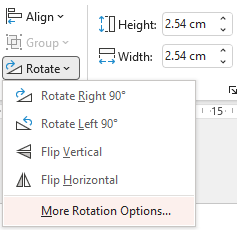 Align
Height: 2.54 cm
Group
Width: 2.54 cm
Rotate
Rotate Right 90°
15
Rotate Left 90°
Flip Vertical
Flip Horizontal
More Rotation Options...